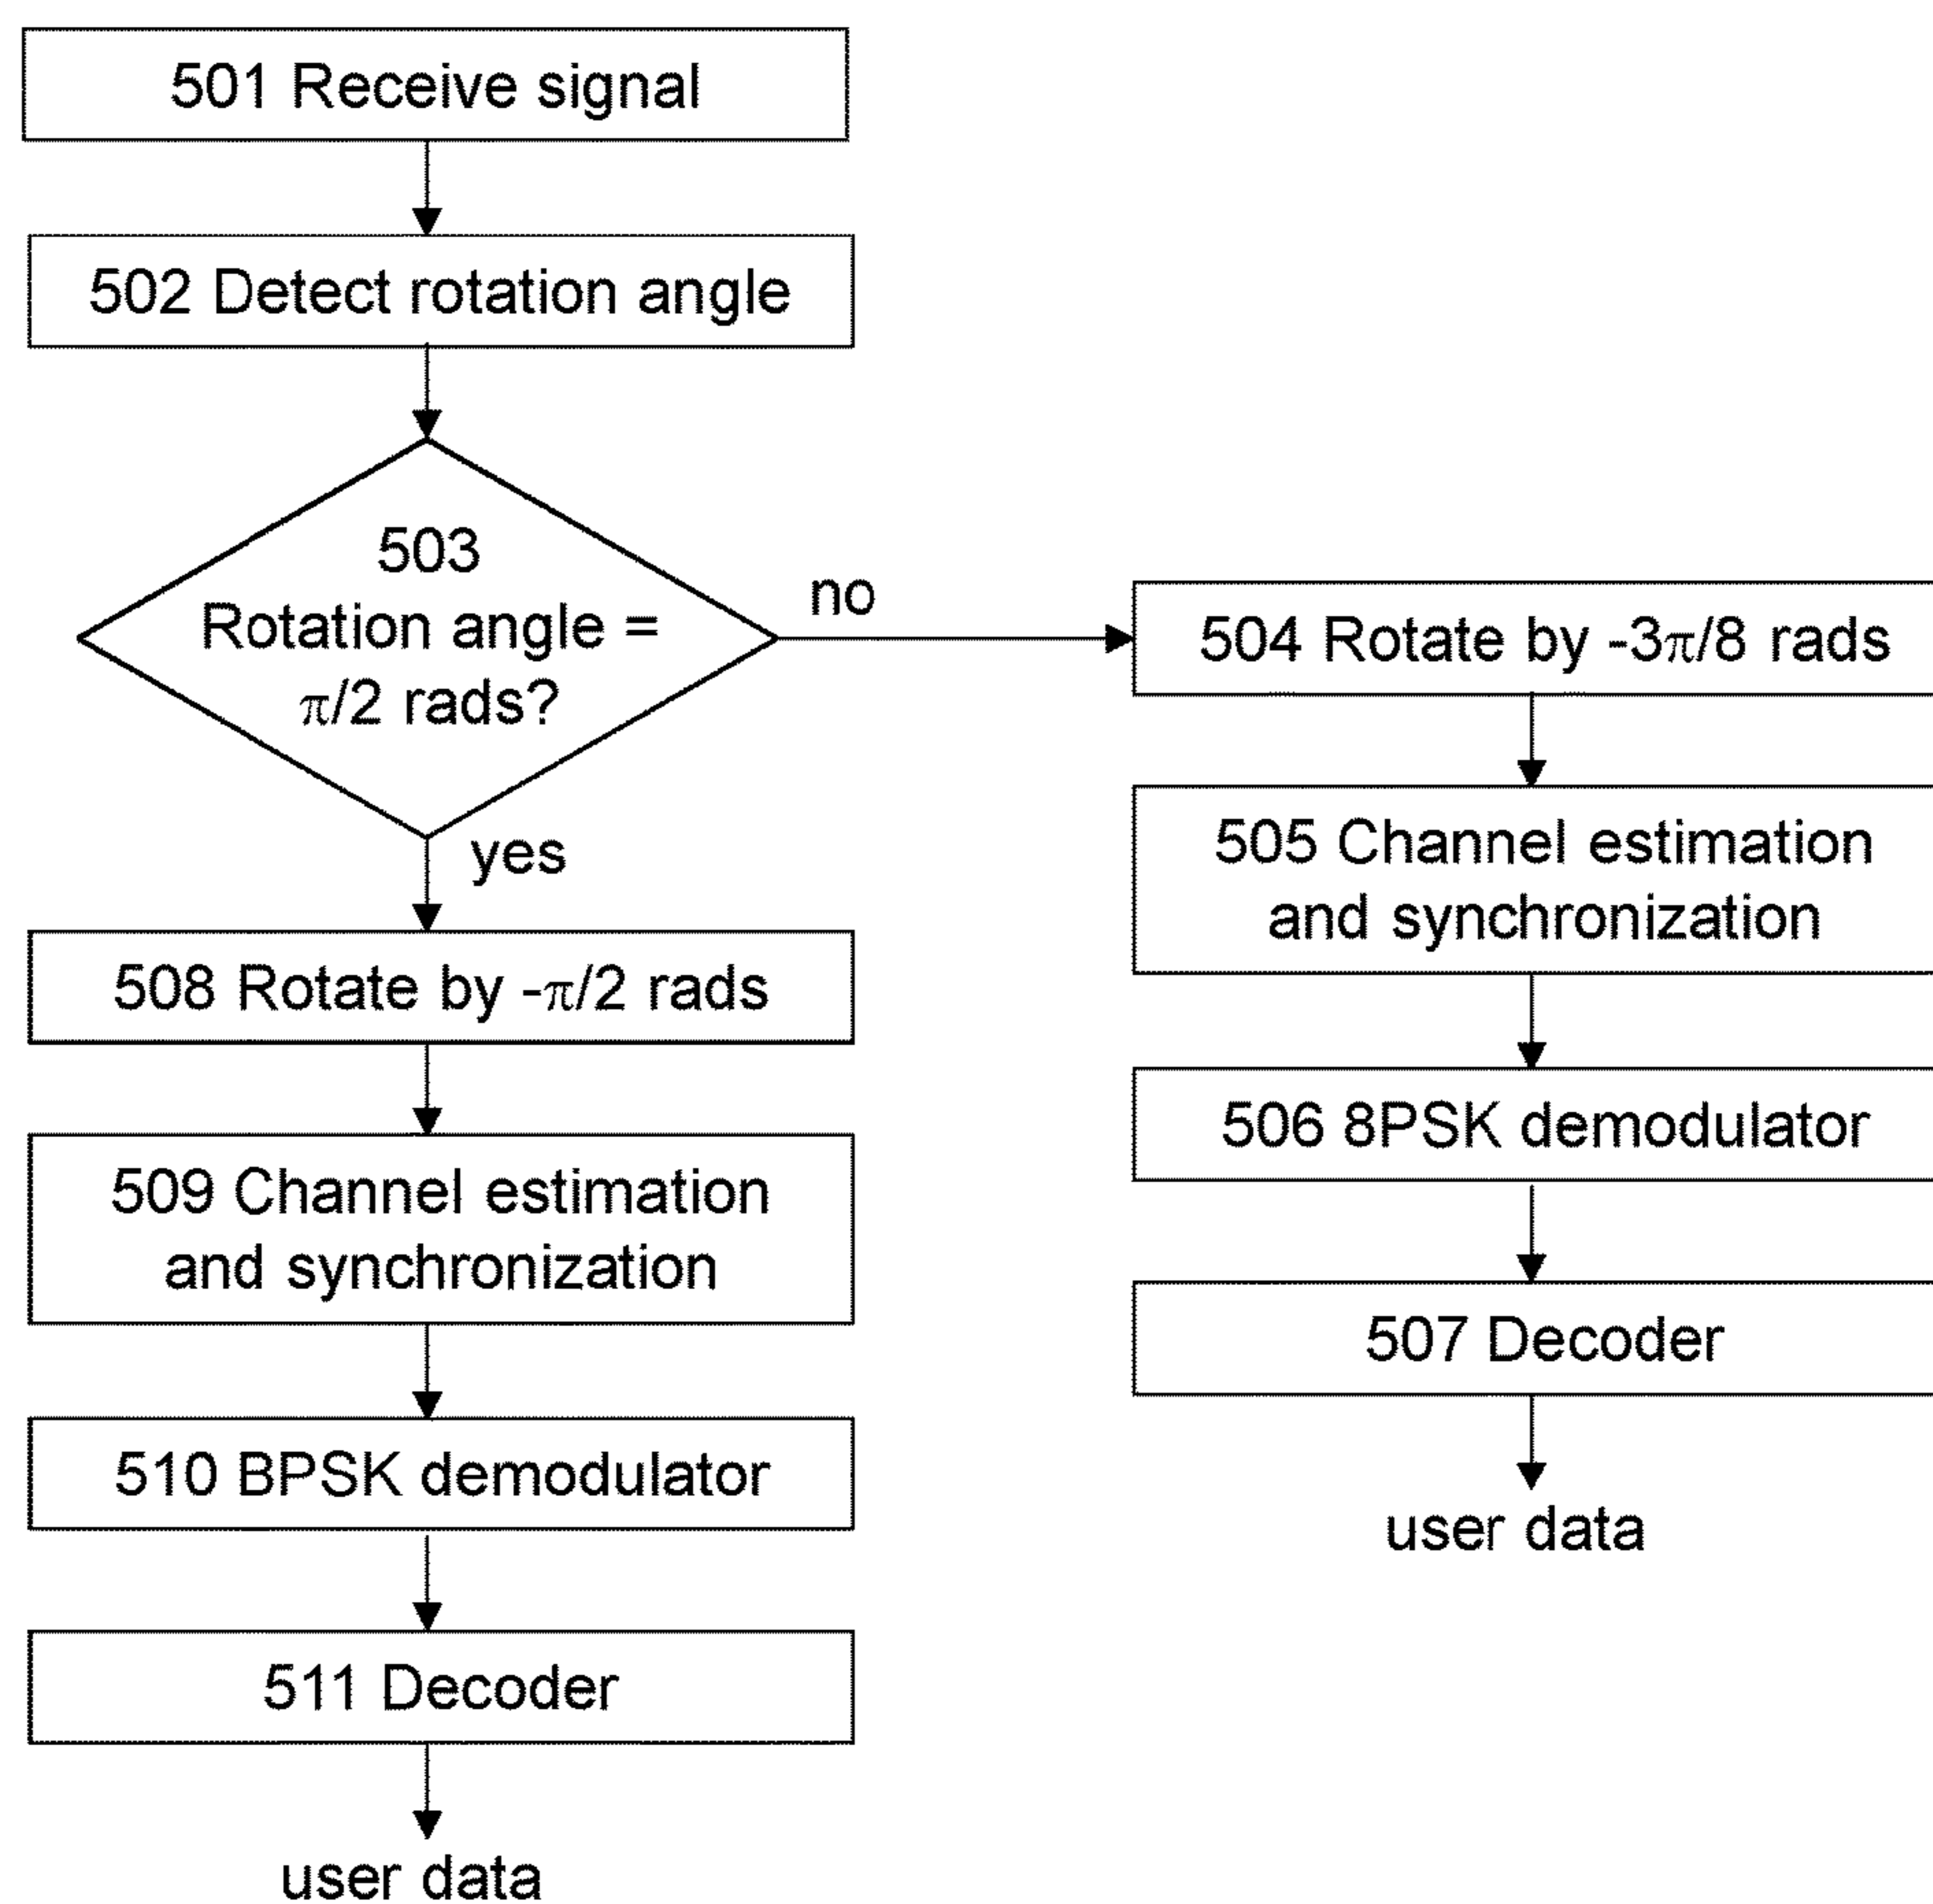 501 Receive signal
502 Detect rotation angle
503
Rotation angle =
π/2 rads?
no
yes
504 Rotate by -3π/8 rads
505 Channel estimation
and synchronization
506 8PSK demodulator
507 Decoder
user data
508 Rotate by -π/2 rads
509 Channel estimation
and synchronization
510 BPSK demodulator
511 Decoder
user data